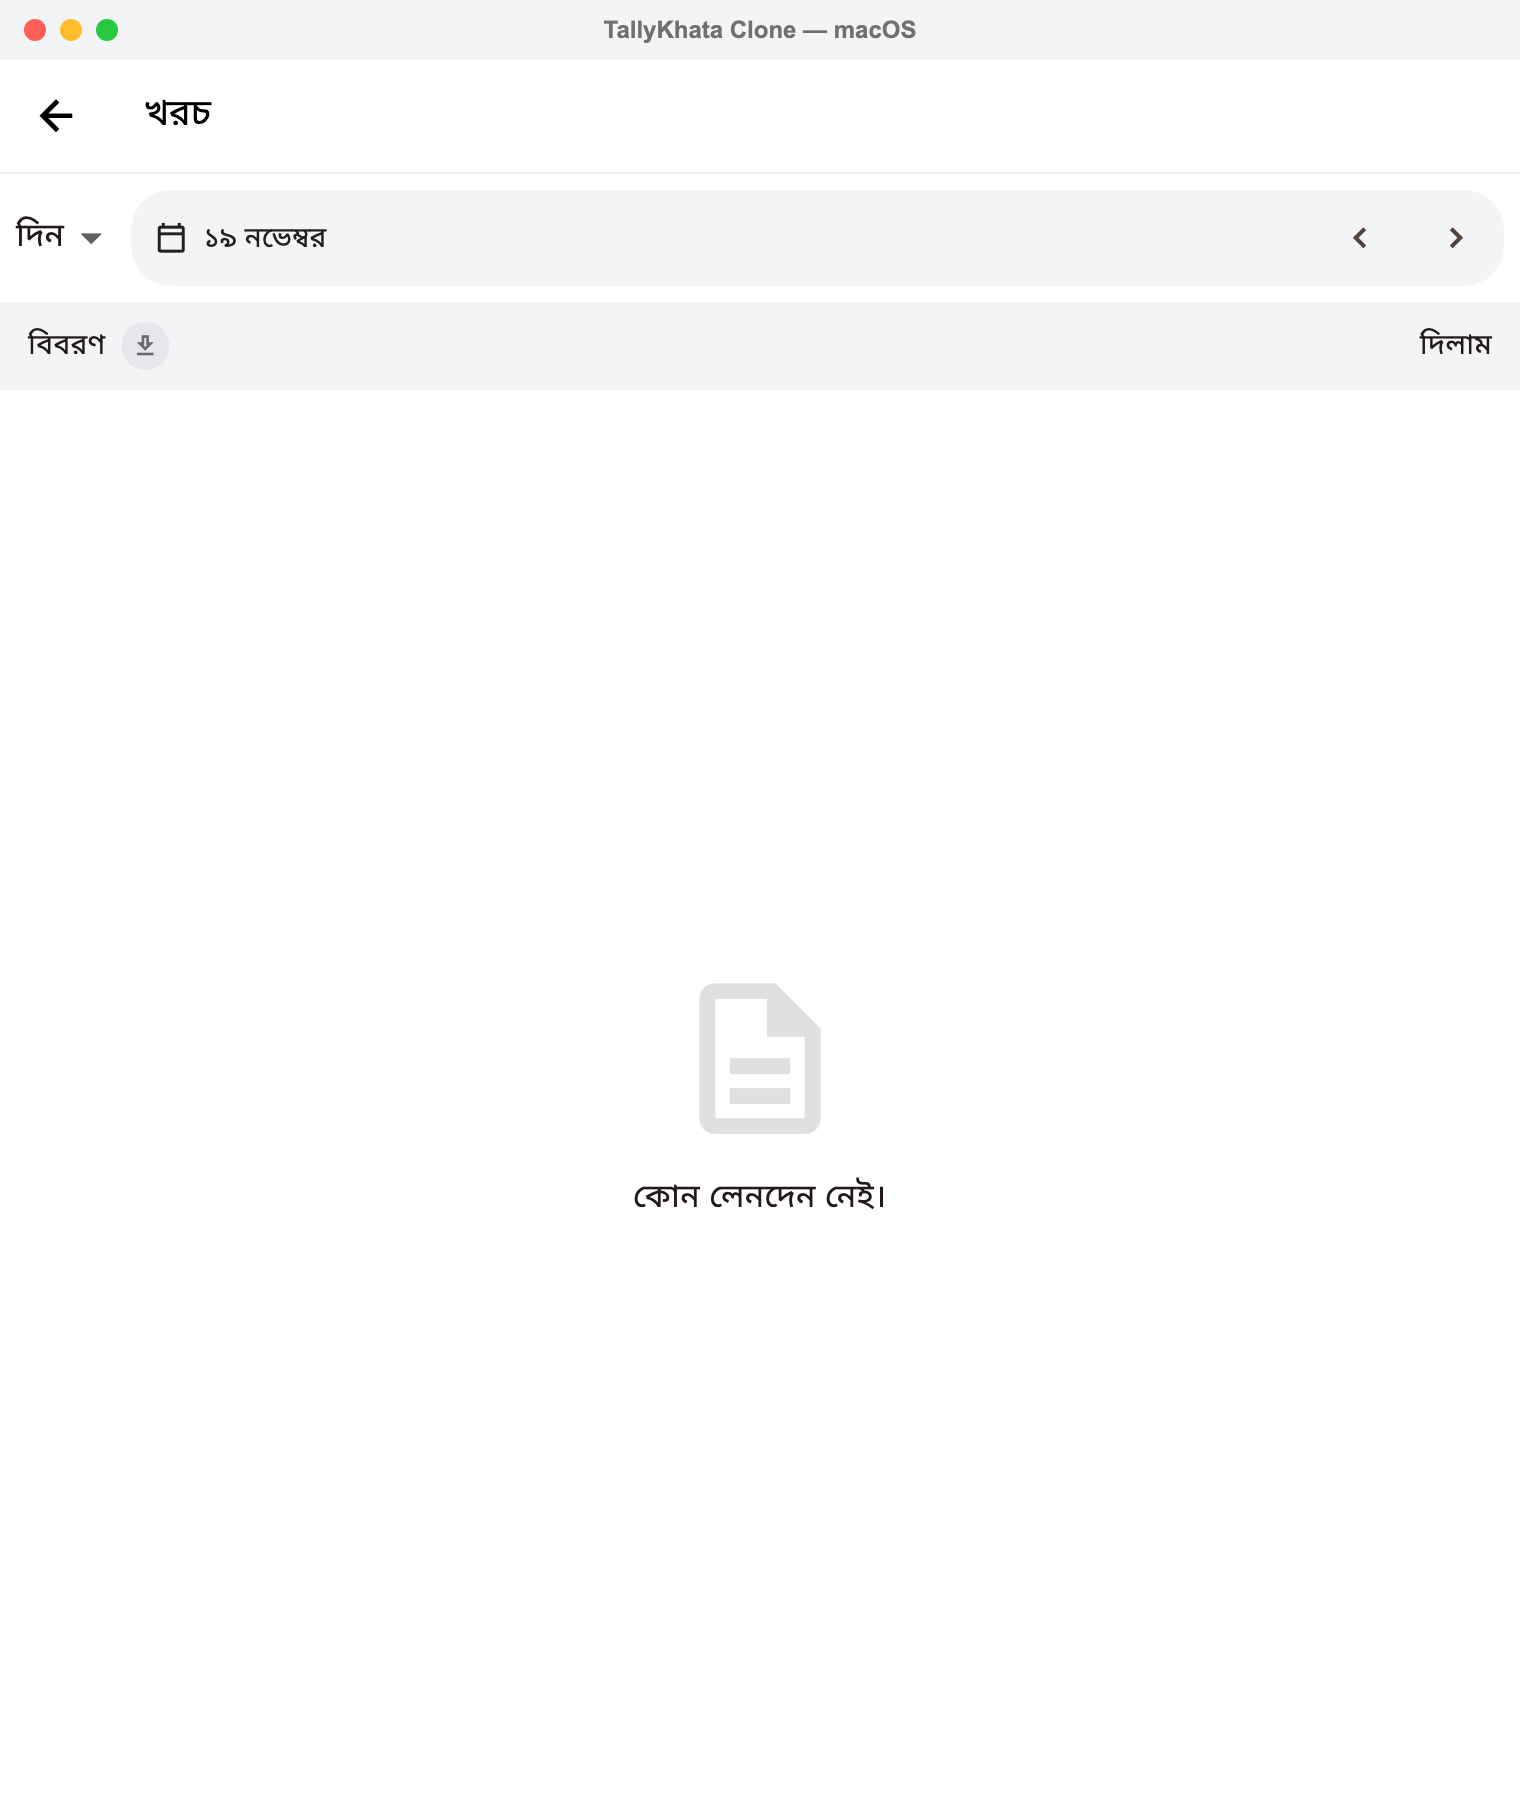 TallyKhata Clone — macOS
খরচ
দিন
১৯ নভেম্বর
বিবরণ
দিলাম
কোন লেনদেন নেই।